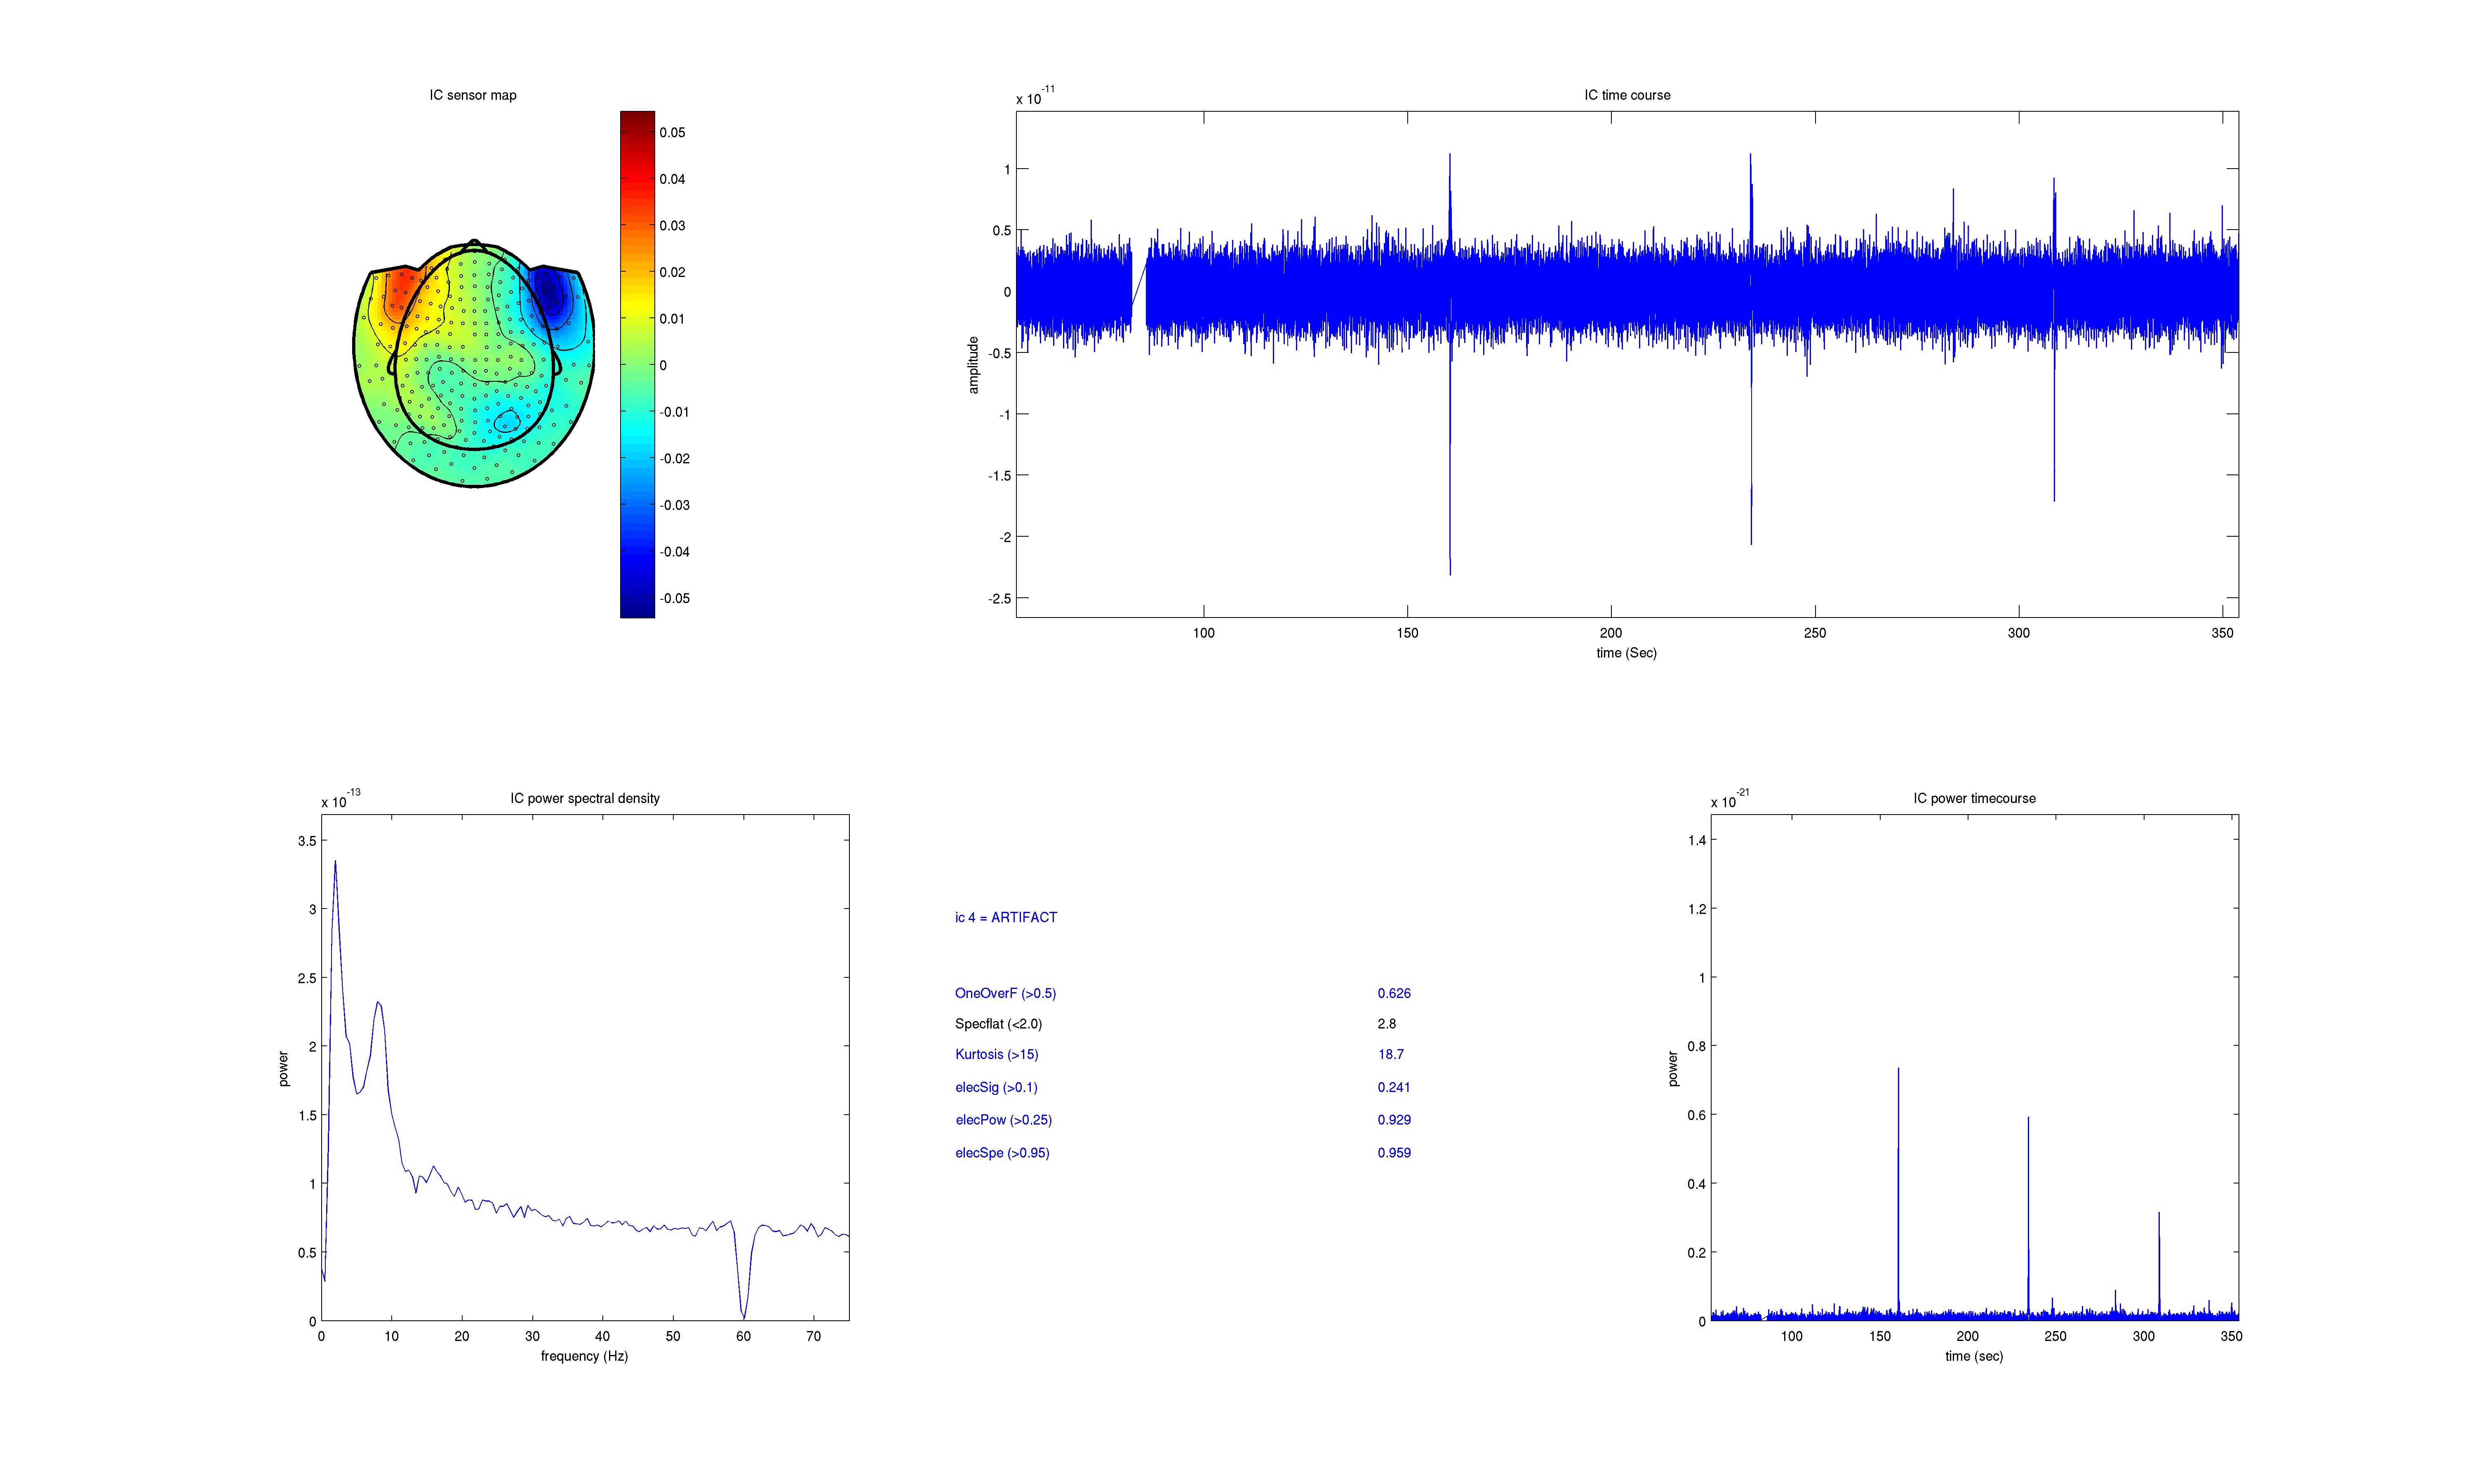 IC sensor map
0.05
0.04
0.03
0.02
0.01
0
-0.01
-0.02
-0.03
-0.04
-0.05
IC time course
x 10-11
amplitude
1
0.5
0
-0.5
-1
-1.5
-2
-2.5
100 150 200 250 300 350
time (Sec)
IC power spectral density
x 10-13
power
3.5
3
2.5
2
1.5
1
0.5
0
0 10 20 30 40 50 60 70
frequency (Hz)
ic 4 = ARTIFACT
OneOverF (>0.5) 0.626
Specflat (<2.0) 2.8
Kurtosis (>15) 18.7
elecSig (>0.1) 0.241
elecPow (>0.25) 0.929
elecSpe (>0.95) 0.959
IC power timecourse
x 10-21
power
1.4
1.2
1
0.8
0.6
0.4
0.2
0
100 150 200 250 300 350
time (sec)